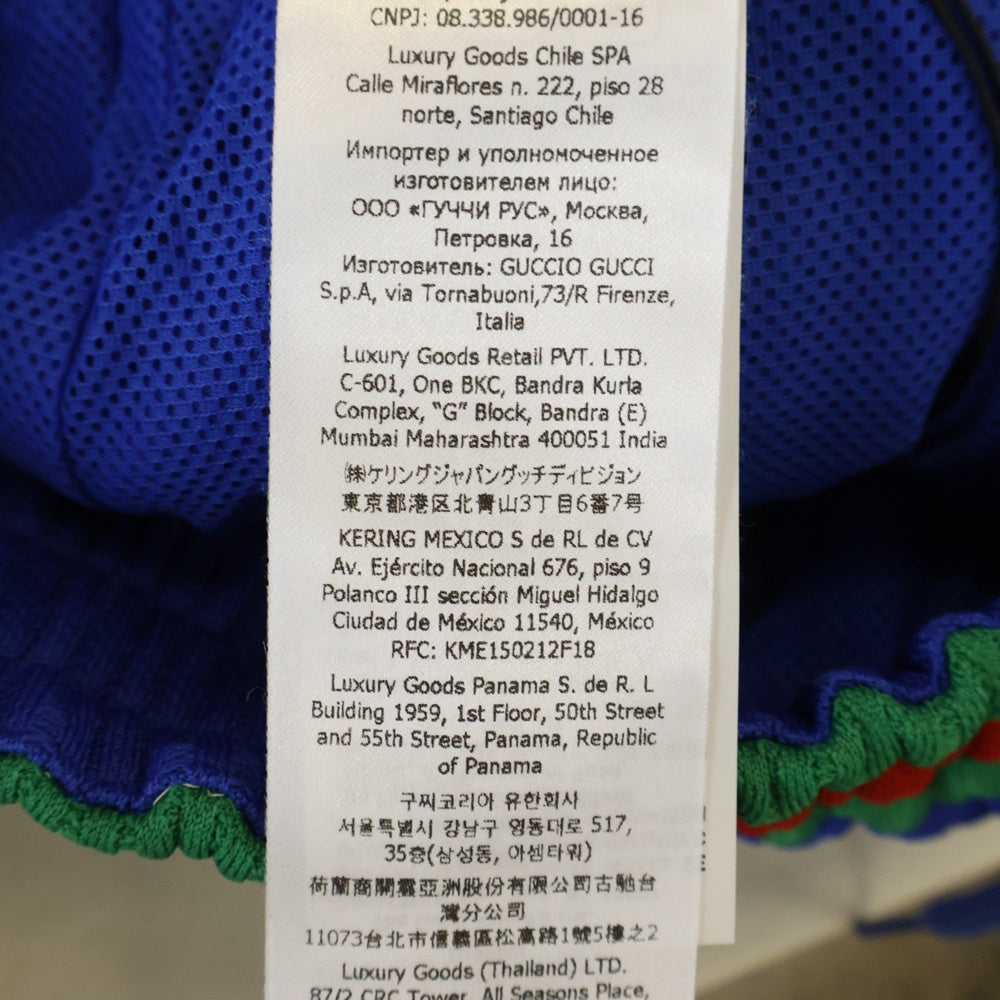 CNPJ: 08.338.986/0001-16
Luxury Goods Chile SPA
Calle Miraflores n. 222, piso 28
norte, Santiago Chile
Импортер и уполномоченное
изготовителем лицо:
ООО «ГУЧЧИ РУС», Москва,
Петровка, 16
Изготовитель: GUCCIO GUCCI
S.p.A, via Tornabuoni,73/R Firenze,
Italia
Luxury Goods Retail PVT. LTD.
C-601, One BKC, Bandra Kurla
Complex, "G" Block, Bandra (E)
Mumbai Maharashtra 400051 India
㈱ケリングジャパングッチディビジョン
東京都港区北青山3丁目6番7号
KERING MEXICO S de RL de CV
Av. Ejército Nacional 676, piso 9
Polanco III sección Miguel Hidalgo
Ciudad de México 11540, México
RFC: KME150212F18
Luxury Goods Panama S. de R. L
Building 1959, 1st Floor, 50th Street
and 55th Street, Panama, Republic
of Panama
구찌코리아 유한회사
서울특별시 강남구 영동대로 517,
35층(삼성동, 아셈타워)
荷蘭商開雲亞洲股份有限公司古馳台
灣分公司
11073台北市信義區松高路1號5樓之2
Luxury Goods (Thailand) LTD.
87/2 CRC Tower, All Seasons Place,